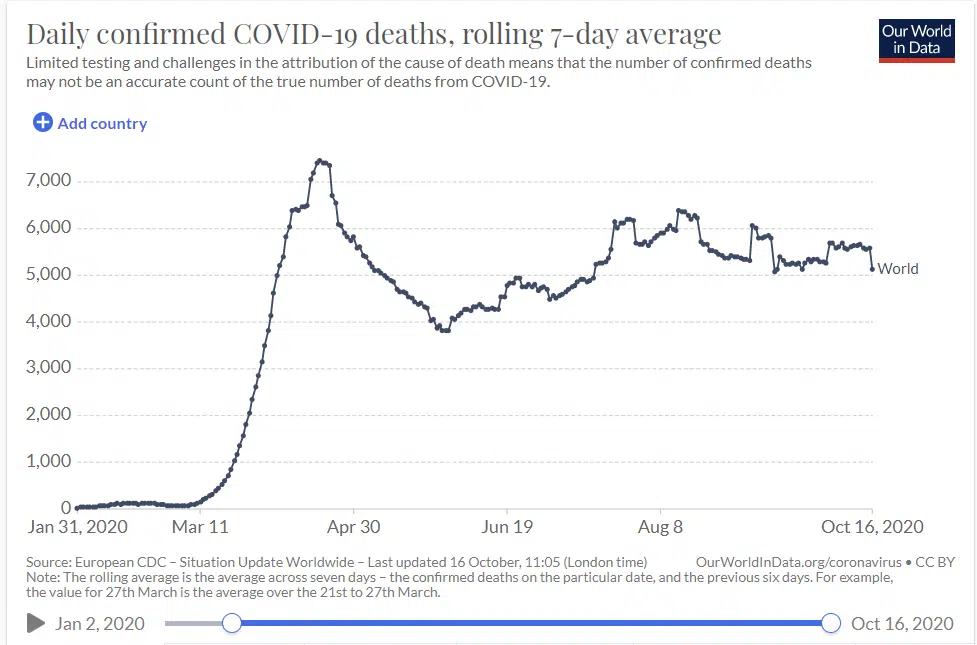 Daily confirmed COVID-19 deaths, rolling 7-day average
Our World
in Data
Limited testing and challenges in the attribution of the cause of death means that the number of confirmed deaths
may not be an accurate count of the true number of deaths from COVID-19.
Add country
7,000
6,000
5,000
World
4,000
3,000
2,000
1,000
0
Jan 31, 2020 Mar 11 Apr 30 Jun 19 Aug 8 Oct 16, 2020
Source: European CDC – Situation Update Worldwide – Last updated 16 October, 11:05 (London time) OurWorldInData.org/coronavirus • CC BY
Note: The rolling average is the average across seven days – the confirmed deaths on the particular date, and the previous six days. For example,
the value for 27th March is the average over the 21st to 27th March.
Jan 2, 2020 Oct 16, 2020